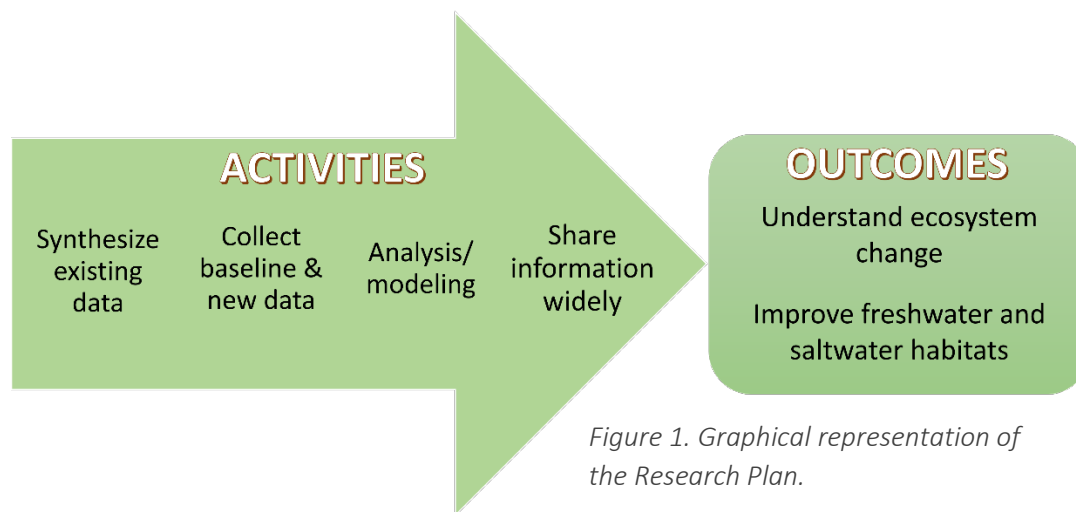 ACTIVITIES
Synthesize
existing
data
Collect
baseline &
new data
Analysis/
modeling
Share
information
widely
OUTCOMES
Understand ecosystem
change
Improve freshwater and
saltwater habitats
Figure 1. Graphical representation of
the Research Plan.